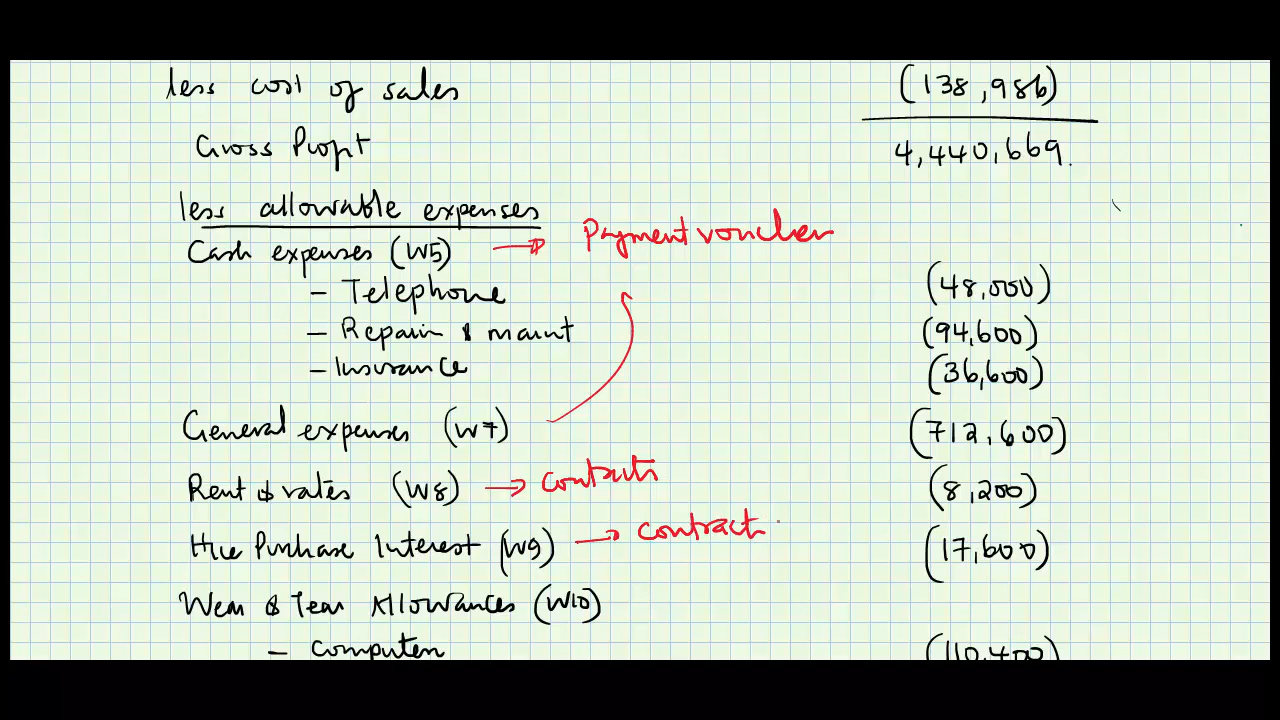 less cost of sales (138,986)
Gross Profit 4,440,669.
less allowable expenses
Cash expenses (W5) → Payment voucher
- Telephone (48,000)
- Repair & maint (94,600)
- Insurance (36,600)
General expenses (W7) (712,600)
Rent & rates (W8) → contracts (8,200)
Hire Purchase Interest (W9) → contract (17,600)
Wear & Tear Allowances (W10)
- Computer (110,400)